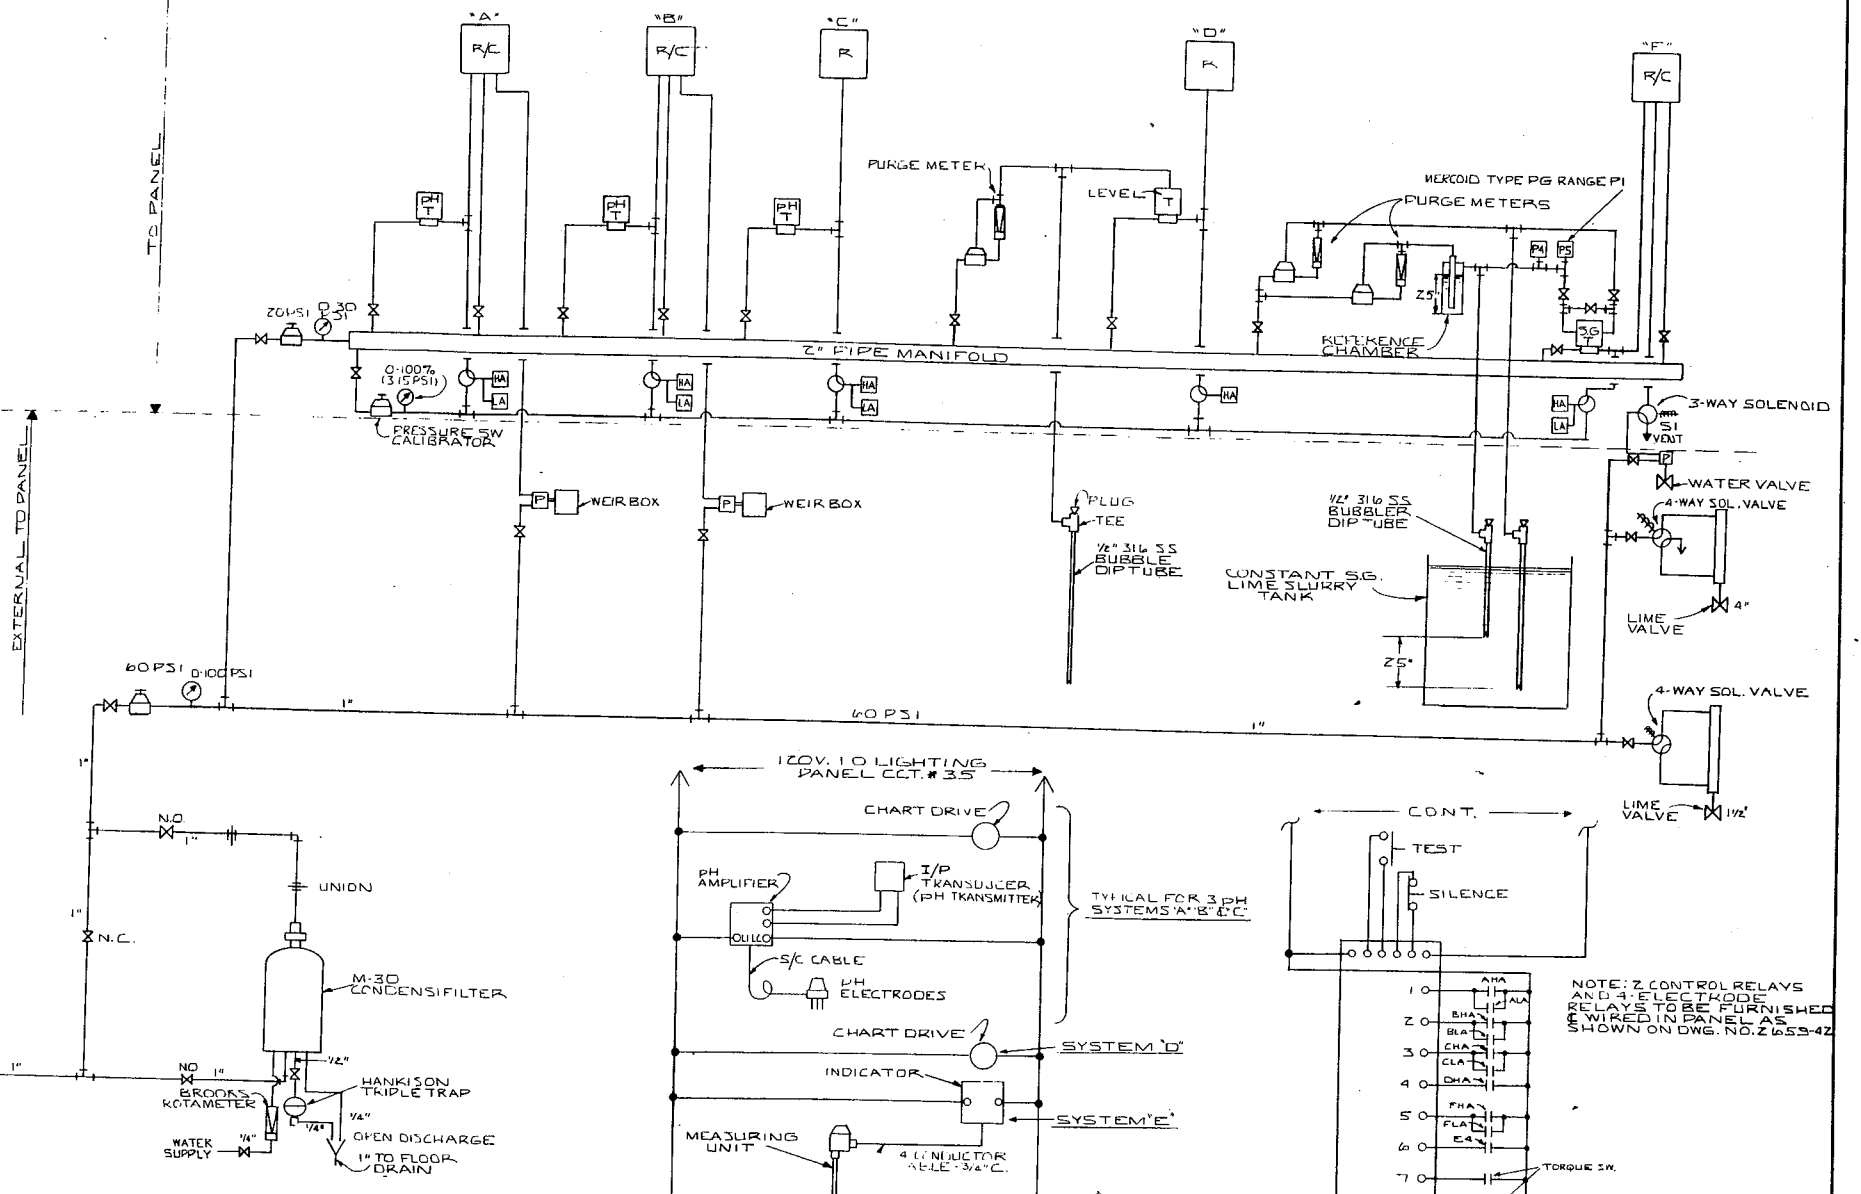 "A"
R/C
"B"
R/C
"C"
R
"D"
R
"F"
R/C
TO PANEL
EXTERNAL TO PANEL
pH
T
pH
T
pH
T
PURGE METER
LEVEL
T
MERCOID TYPE PG RANGE P1
PURGE METERS
P4
P5
25"
S.G
T
REFERENCE
CHAMBER
20 PSI
0-30
PSI
2" PIPE MANIFOLD
0-100%
(3-15 PSI)
HA
LA
HA
LA
HA
LA
HA
HA
LA
PRESSURE SW
CALIBRATOR
3-WAY SOLENOID
S1
VENT
P
WATER VALVE
4-WAY SOL. VALVE
P
WEIR BOX
P
WEIR BOX
PLUG
TEE
1/2" 316 SS
BUBBLE
DIP TUBE
1/2" 316 SS
BUBBLER
DIP TUBE
CONSTANT S.G.
LIME SLURRY
TANK
25"
4"
LIME
VALVE
60 PSI
0-100 PSI
1"
60 PSI
1"
4-WAY SOL. VALVE
LIME
VALVE
1 1/2"
1"
N.O.
1"
UNION
1"
N.C.
M-30
CONDENSIFILTER
1"
NO
1"
1/2"
BROOKS
ROTAMETER
HANKISON
TRIPLE TRAP
1/4"
1/4"
WATER
SUPPLY
1/4"
OPEN DISCHARGE
1" TO FLOOR
DRAIN
120V. 1 Ø LIGHTING
PANEL CCT. # 35
CHART DRIVE
pH
AMPLIFIER
I/P
TRANSDUCER
(pH TRANSMITTER)
S/C CABLE
pH
ELECTRODES
TYPICAL FOR 3 pH
SYSTEMS "A" "B" & "C"
CHART DRIVE
SYSTEM "D"
INDICATOR
SYSTEM "E"
MEASURING
UNIT
4 CONDUCTOR
CABLE-3/4" C.
CONT.
TEST
SILENCE
1
AHA
ALA
2
BHA
BLA
3
CHA
CLA
4
DHA
5
FHA
FLA
6
E4
7
TORQUE SW.
NOTE: 2 CONTROL RELAYS
AND 4-ELECTRODE
RELAYS TO BE FURNISHED
& WIRED IN PANEL AS
SHOWN ON DWG. NO. 2659-42